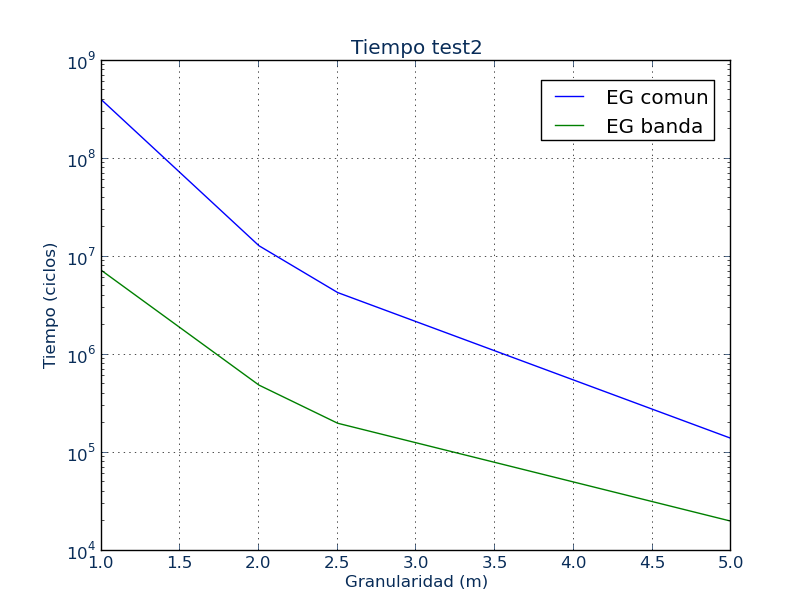 Tiempo test2
EG comun
EG banda
Tiempo (ciclos)
10^9
10^8
10^7
10^6
10^5
10^4
1.0 1.5 2.0 2.5 3.0 3.5 4.0 4.5 5.0
Granularidad (m)